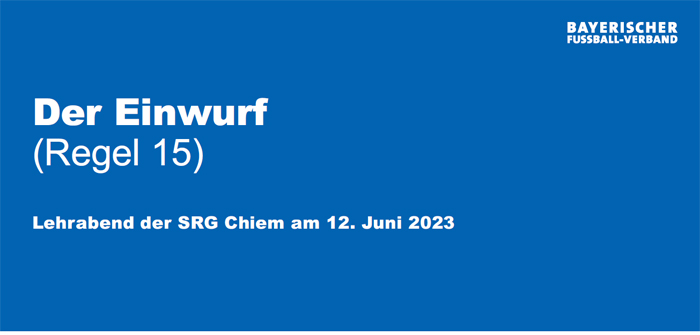 BAYERISCHER
FUSSBALL-VERBAND
Der Einwurf
(Regel 15)
Lehrabend der SRG Chiem am 12. Juni 2023